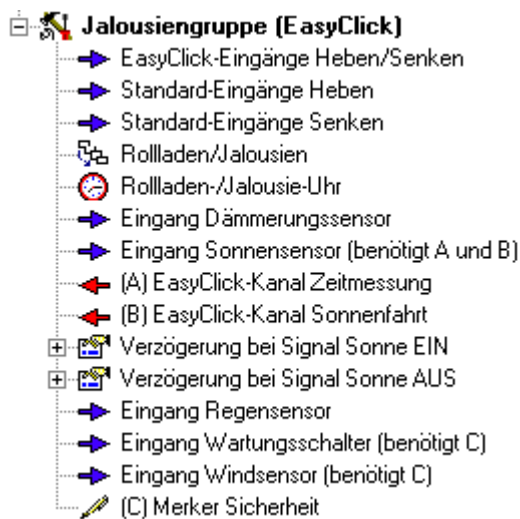 Jalousiengruppe (EasyClick)
EasyClick-Eingänge Heben/Senken
Standard-Eingänge Heben
Standard-Eingänge Senken
Rollladen/Jalousien
Rollladen-/Jalousie-Uhr
Eingang Dämmerungssensor
Eingang Sonnensensor (benötigt A und B)
(A) EasyClick-Kanal Zeitmessung
(B) EasyClick-Kanal Sonnenfahrt
Verzögerung bei Signal Sonne EIN
Verzögerung bei Signal Sonne AUS
Eingang Regensensor
Eingang Wartungsschalter (benötigt C)
Eingang Windsensor (benötigt C)
(C) Merker Sicherheit